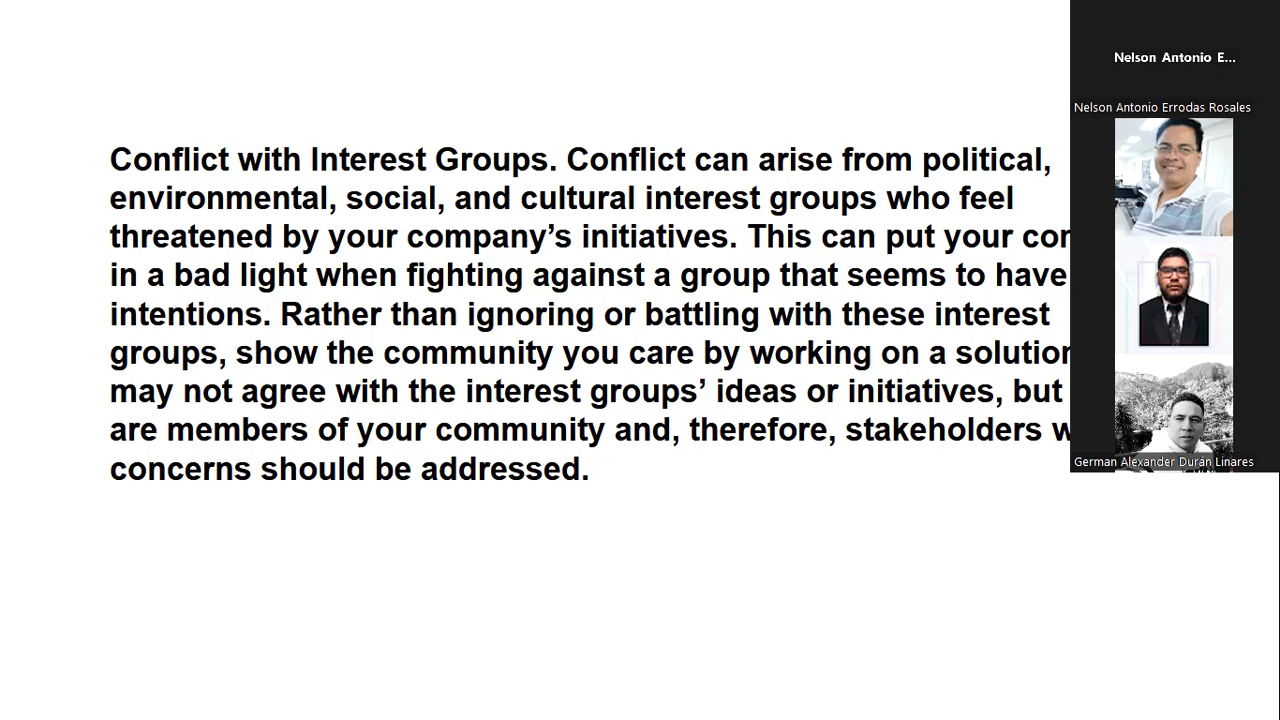 Conflict with Interest Groups. Conflict can arise from political,
environmental, social, and cultural interest groups who feel
threatened by your company’s initiatives. This can put your
in a bad light when fighting against a group that seems to have
intentions. Rather than ignoring or battling with these interest
groups, show the community you care by working on a
may not agree with the interest groups’ ideas or initiatives, but
are members of your community and, therefore, stakeholders
concerns should be addressed.
Nelson Antonio E...
Nelson Antonio Errodas Rosales
German Alexander Durán Linares